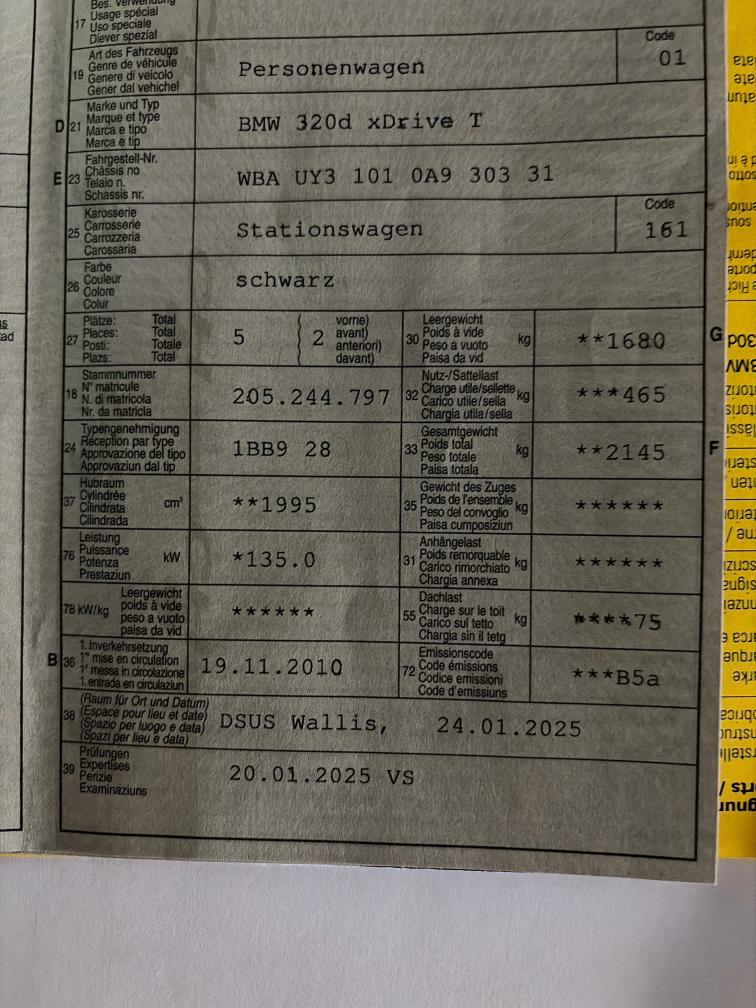 17 Bes. Verwendung
Usage spécial
Uso speciale
Diever spezial
19 Art des Fahrzeugs
Genre de véhicule
Genere di veicolo
Gener dal vehichel
Personenwagen
Code
01
D 21 Marke und Typ
Marque et type
Marca e tipo
Marca e tip
BMW 320d xDrive T
E 23 Fahrgestell-Nr.
Châssis no
Telaio n.
Schassis nr.
WBA UY3 101 0A9 303 31
25 Karosserie
Carrosserie
Carrozzeria
Carossaria
Stationswagen
Code
161
26 Farbe
Couleur
Colore
Colur
schwarz
27 Plätze: Total
Places: Total
Posti: Totale
Plazs: Total
5 ( 2 vorne)
avant)
anteriori)
davant)
30 Leergewicht
Poids à vide
Peso a vuoto
Paisa da vid
kg
**1680
G
18 Stammnummer
N° matricule
N. di matricola
Nr. da matricla
205.244.797
32 Nutz-/Sattellast
Charge utile/sellette
Carico utile/sella
Chargia utila/sella
kg
***465
24 Typengenehmigung
Réception par type
Approvazione del tipo
Approvaziun dal tip
1BB9 28
33 Gesamtgewicht
Poids total
Peso totale
Paisa totala
kg
**2145
F
37 Hubraum
Cylindrée
Cilindrata
Cilindrada
cm³
**1995
35 Gewicht des Zuges
Poids de l'ensemble
Peso del convoglio
Paisa cumposiziun
kg
******
76 Leistung
Puissance
Potenza
Prestaziun
kW
*135.0
31 Anhängelast
Poids remorquable
Carico rimorchiato
Chargia annexa
kg
******
78 kW/kg Leergewicht
poids à vide
peso a vuoto
paisa da vid
******
55 Dachlast
Charge sur le toit
Carico sul tetto
Chargia sin il tetg
kg
****75
B 36 1. Inverkehrsetzung
1re mise en circulation
1a messa in circolazione
1. entrada en circulaziun
19.11.2010
72 Emissionscode
Code émissions
Codice emissioni
Code d'emissiuns
***B5a
38 (Raum für Ort und Datum)
(Espace pour lieu et date)
(Spazio per luogo e data)
(Spazi per lieu e data)
DSUS Wallis, 24.01.2025
39 Prüfungen
Expertises
Perizie
Examinaziuns
20.01.2025 VS